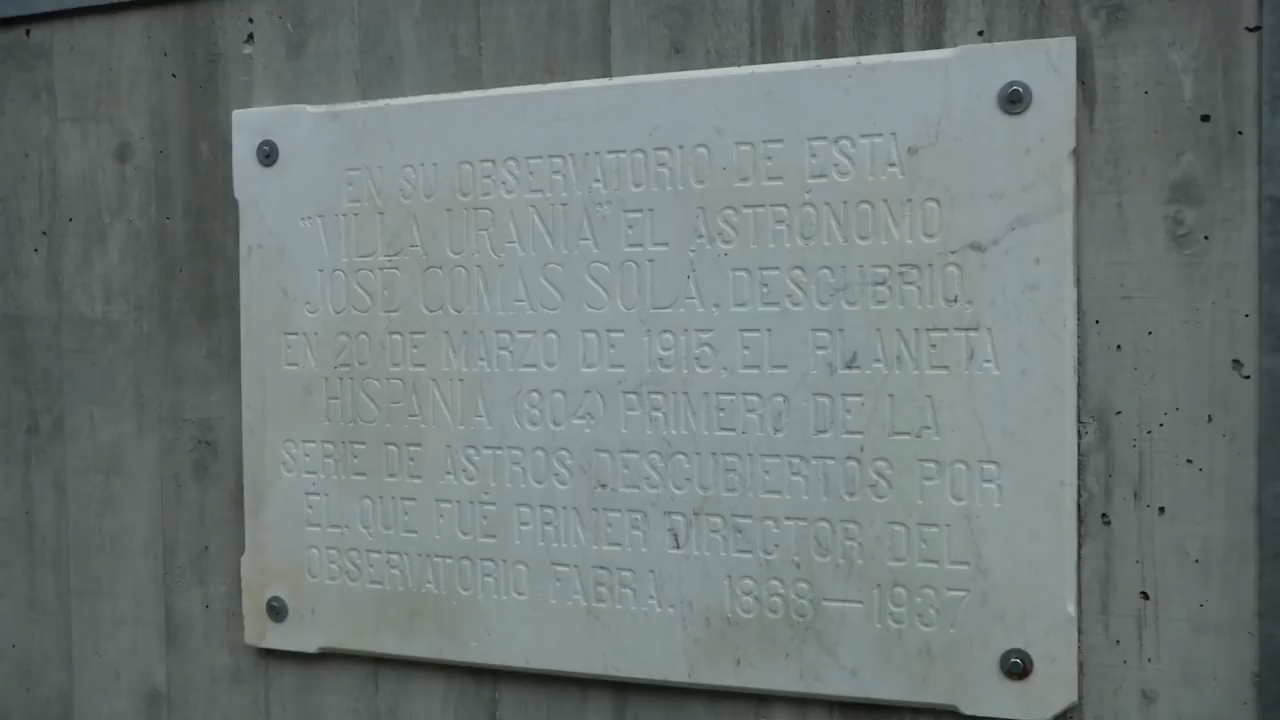 EN SU OBSERVATORIO DE ESTA
"VILLA URANIA" EL ASTRÓNOMO
JOSÉ COMAS SOLÁ, DESCUBRIÓ,
EN 20 DE MARZO DE 1915, EL PLANETA
HISPANIA (804) PRIMERO DE LA
SERIE DE ASTROS DESCUBIERTOS POR
ÉL, QUE FUÉ PRIMER DIRECTOR DEL
OBSERVATORIO FABRA. 1868—1937